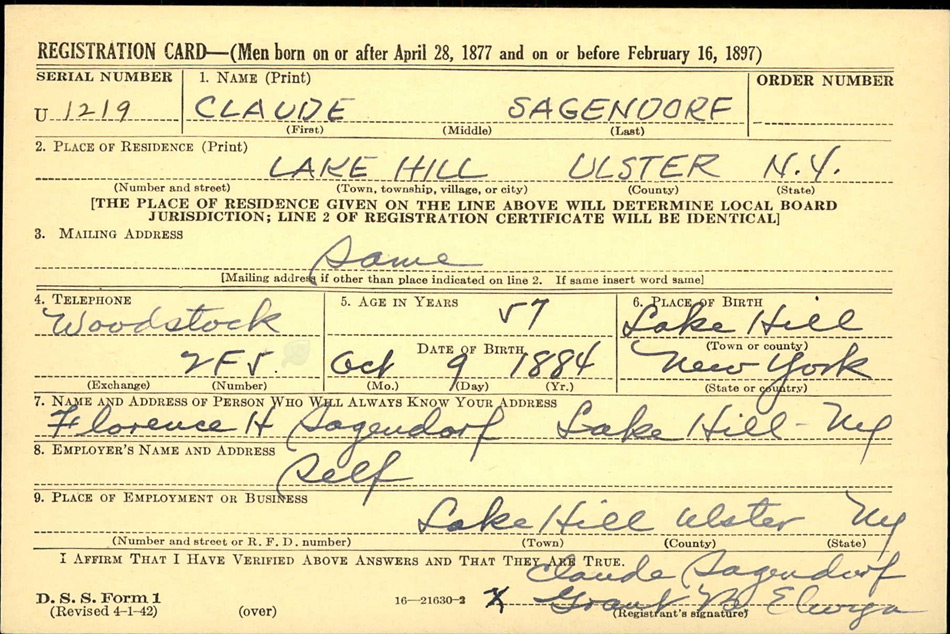 REGISTRATION CARD—(Men born on or after April 28, 1877 and on or before February 16, 1897)
SERIAL NUMBER 1. NAME (Print) ORDER NUMBER
U 1219 CLAUDE SAGENDORF
(First) (Middle) (Last)
2. PLACE OF RESIDENCE (Print)
LAKE HILL ULSTER N.Y.
(Number and street) (Town, township, village, or city) (County) (State)
[THE PLACE OF RESIDENCE GIVEN ON THE LINE ABOVE WILL DETERMINE LOCAL BOARD
JURISDICTION; LINE 2 OF REGISTRATION CERTIFICATE WILL BE IDENTICAL]
3. MAILING ADDRESS
Same
[Mailing address if other than place indicated on line 2. If same insert word same]
4. TELEPHONE 5. AGE IN YEARS 6. PLACE OF BIRTH
Woodstock 57 Lake Hill
(Town or county)
DATE OF BIRTH
2F5. Oct 9 1884 New York
(Exchange) (Number) (Mo.) (Day) (Yr.) (State or country)
7. NAME AND ADDRESS OF PERSON WHO WILL ALWAYS KNOW YOUR ADDRESS
Florence H Sagendorf Lake Hill - NY
8. EMPLOYER'S NAME AND ADDRESS
Self
9. PLACE OF EMPLOYMENT OR BUSINESS
Lake Hill Ulster NY
(Number and street or R. F. D. number) (Town) (County) (State)
I AFFIRM THAT I HAVE VERIFIED ABOVE ANSWERS AND THAT THEY ARE TRUE.
Claude Sagendorf
D. S. S. Form 1
(Revised 4-1-42) (over) 16—21630-2 X Grant B
(Registrant's signature)